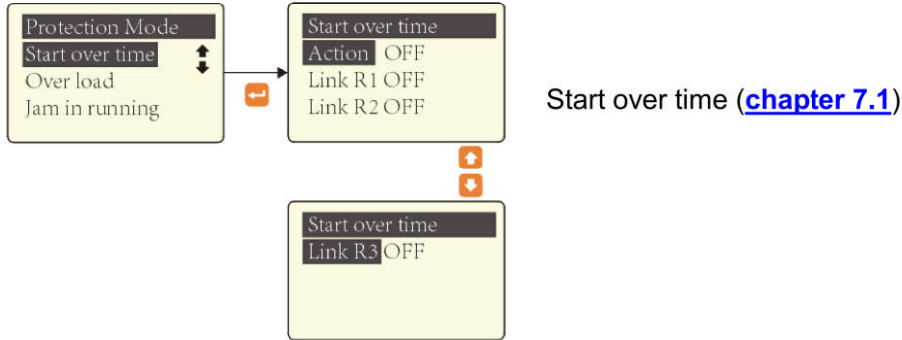 Protection Mode
Start over time
Over load
Jam in running
Start over time
Action OFF
Link R1 OFF
Link R2 OFF
Start over time (chapter 7.1)
Start over time
Link R3 OFF